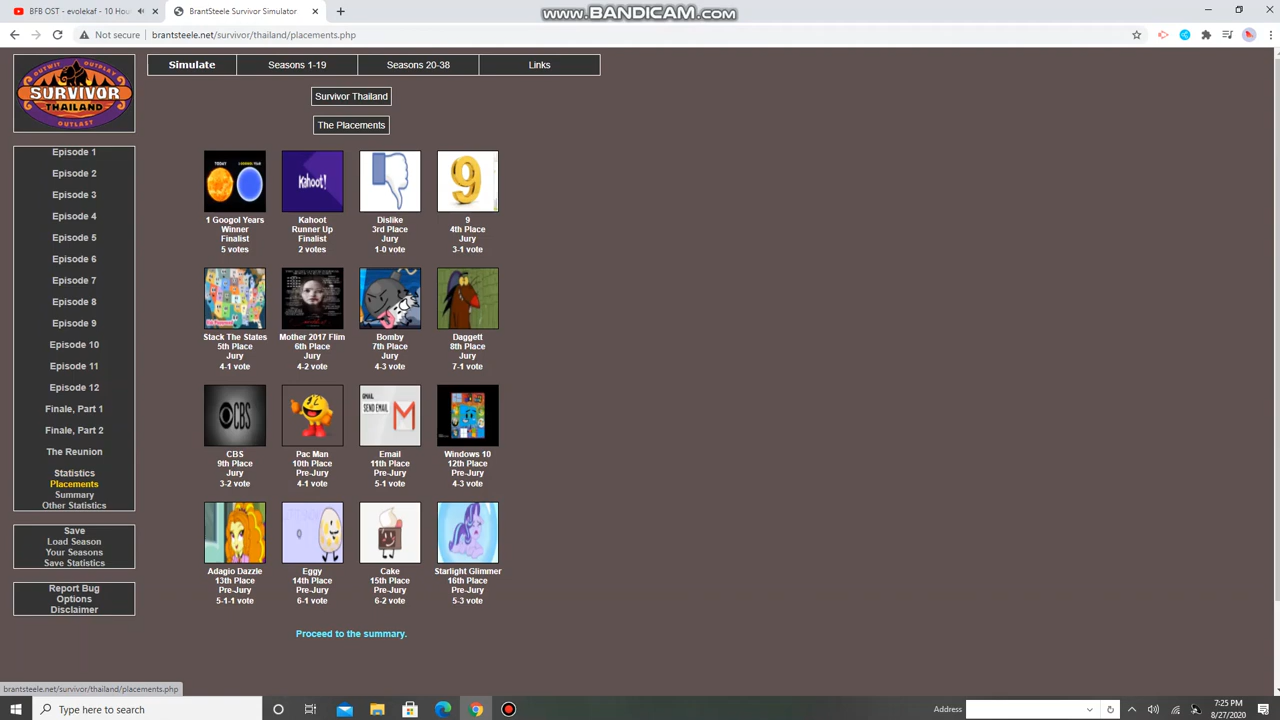 www.BANDICAM.com
BFB OST - evolekaf - 10 Hou
BrantSteele Survivor Simulator
Not secure
brantsteele.net/survivor/thailand/placements.php
OUTWIT OUTPLAY
SURVIVOR
THAILAND
OUTLAST
Simulate
Seasons 1-19
Seasons 20-38
Links
Survivor Thailand
The Placements
Episode 1
Episode 2
Episode 3
Episode 4
Episode 5
Episode 6
Episode 7
Episode 8
Episode 9
Episode 10
Episode 11
Episode 12
Finale, Part 1
Finale, Part 2
The Reunion
Statistics
Placements
Summary
Other Statistics
Save
Load Season
Your Seasons
Save Statistics
Report Bug
Options
Disclaimer
TODAY
Kahoot!
9
1 Googol Years
Winner
Finalist
5 votes
Kahoot
Runner Up
Finalist
2 votes
Dislike
3rd Place
Jury
1-0 vote
9
4th Place
Jury
3-1 vote
Stack The States
5th Place
Jury
4-1 vote
Mother 2017 Flim
6th Place
Jury
4-2 vote
Bomby
7th Place
Jury
4-3 vote
Daggett
8th Place
Jury
7-1 vote
CBS
GMAIL
SEND EMAIL
CBS
9th Place
Jury
3-2 vote
Pac Man
10th Place
Pre-Jury
4-1 vote
Email
11th Place
Pre-Jury
5-1 vote
Windows 10
12th Place
Pre-Jury
4-3 vote
Adagio Dazzle
13th Place
Pre-Jury
5-1-1 vote
Eggy
14th Place
Pre-Jury
6-1 vote
Cake
15th Place
Pre-Jury
6-2 vote
Starlight Glimmer
16th Place
Pre-Jury
5-3 vote
Proceed to the summary.
brantsteele.net/survivor/thailand/placements.php
Type here to search
Address
7:25 PM
8/27/2020